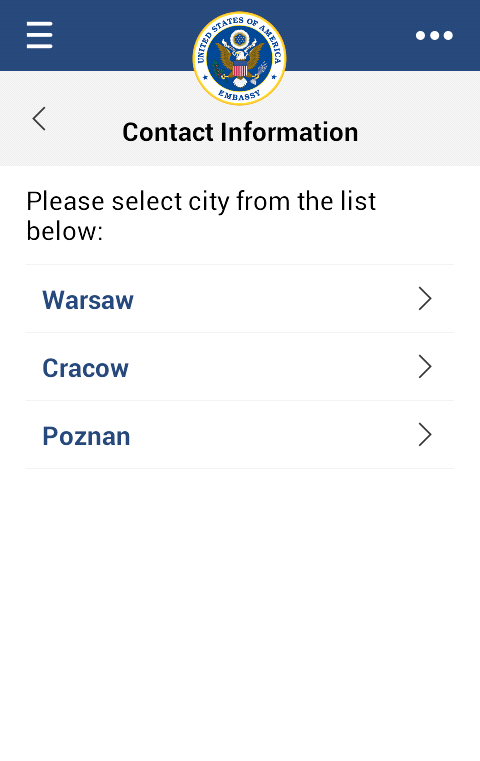 UNITED STATES OF AMERICA
EMBASSY
Contact Information
Please select city from the list
below:
Warsaw
Cracow
Poznan